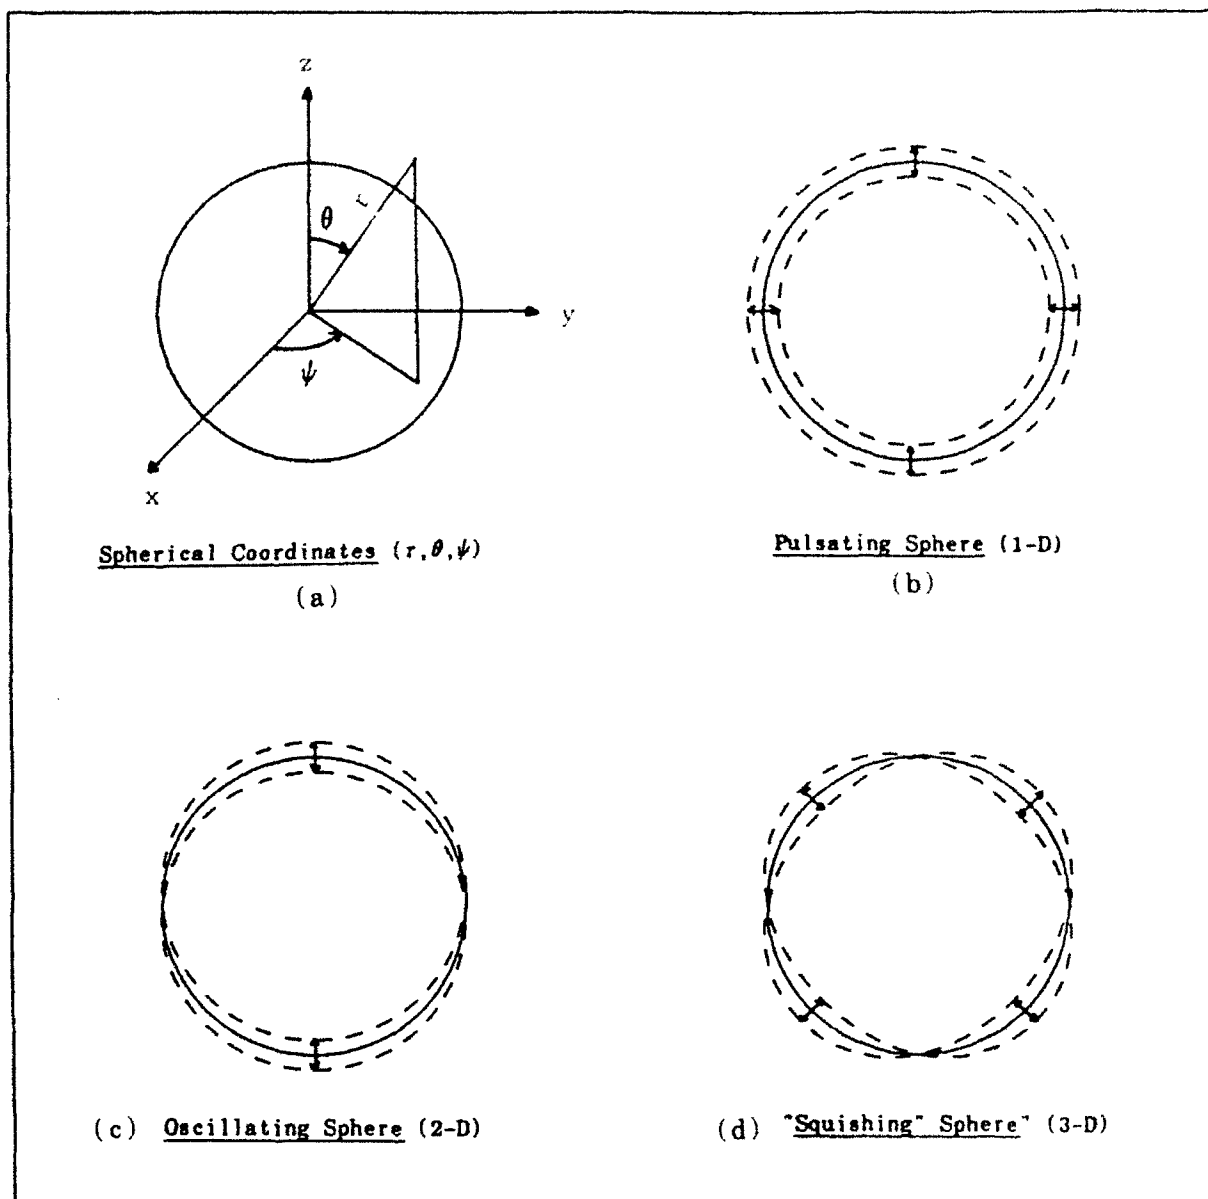 z
θ
r
y
ψ
x
Spherical Coordinates (r,θ,ψ)
(a)
Pulsating Sphere (1-D)
(b)
(c) Oscillating Sphere (2-D)
(d) "Squishing" Sphere" (3-D)